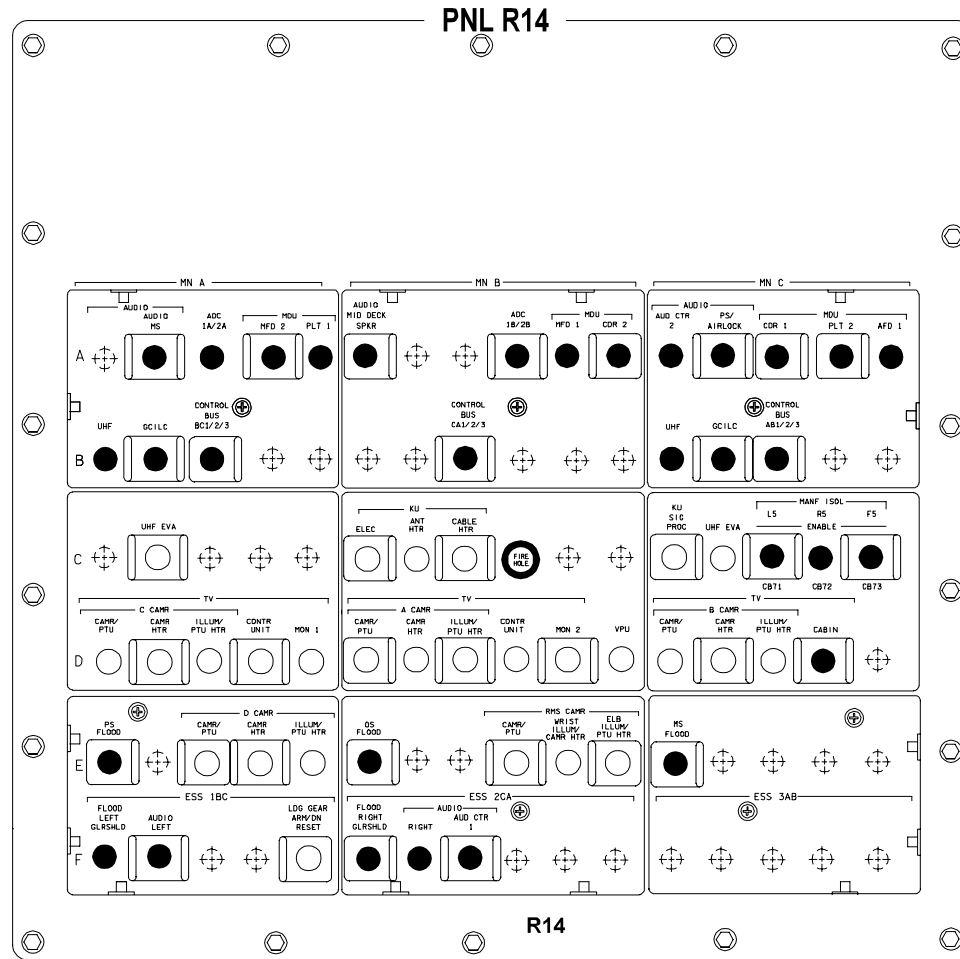 PNL R14
MN A
MN B
MN C
AUDIO
AUDIO
MS
ADC
1A/2A
MDU
MFD 2
PLT 1
AUDIO
MID DECK
SPKR
ADC
1B/2B
MDU
MFD 1
CDR 2
AUDIO
AUD CTR
2
PS/
AIRLOCK
MDU
CDR 1
PLT 2
AFD 1
A
UHF
GCILC
CONTROL
BUS
BC1/2/3
CONTROL
BUS
CA1/2/3
UHF
GCILC
CONTROL
BUS
AB1/2/3
B
UHF EVA
KU
ELEC
ANT
HTR
CABLE
HTR
FIRE
HOLE
KU
SIG
PROC
UHF EVA
MANF ISOL
L5
R5
F5
ENABLE
CB71
CB72
CB73
C
TV
C CAMR
CAMR/
PTU
CAMR
HTR
ILLUM/
PTU HTR
CONTR
UNIT
MON 1
TV
A CAMR
CAMR/
PTU
CAMR
HTR
ILLUM/
PTU HTR
CONTR
UNIT
MON 2
VPU
TV
B CAMR
CAMR/
PTU
CAMR
HTR
ILLUM/
PTU HTR
CABIN
D
PS
FLOOD
D CAMR
CAMR/
PTU
CAMR
HTR
ILLUM/
PTU HTR
OS
FLOOD
RMS CAMR
CAMR/
PTU
WRIST
ILLUM/
CAMR HTR
ELB
ILLUM/
PTU HTR
MS
FLOOD
E
ESS 1BC
FLOOD
LEFT
GLRSHLD
AUDIO
LEFT
LDG GEAR
ARM/DN
RESET
ESS 2CA
FLOOD
RIGHT
GLRSHLD
AUDIO
RIGHT
AUD CTR
1
ESS 3AB
F
R14